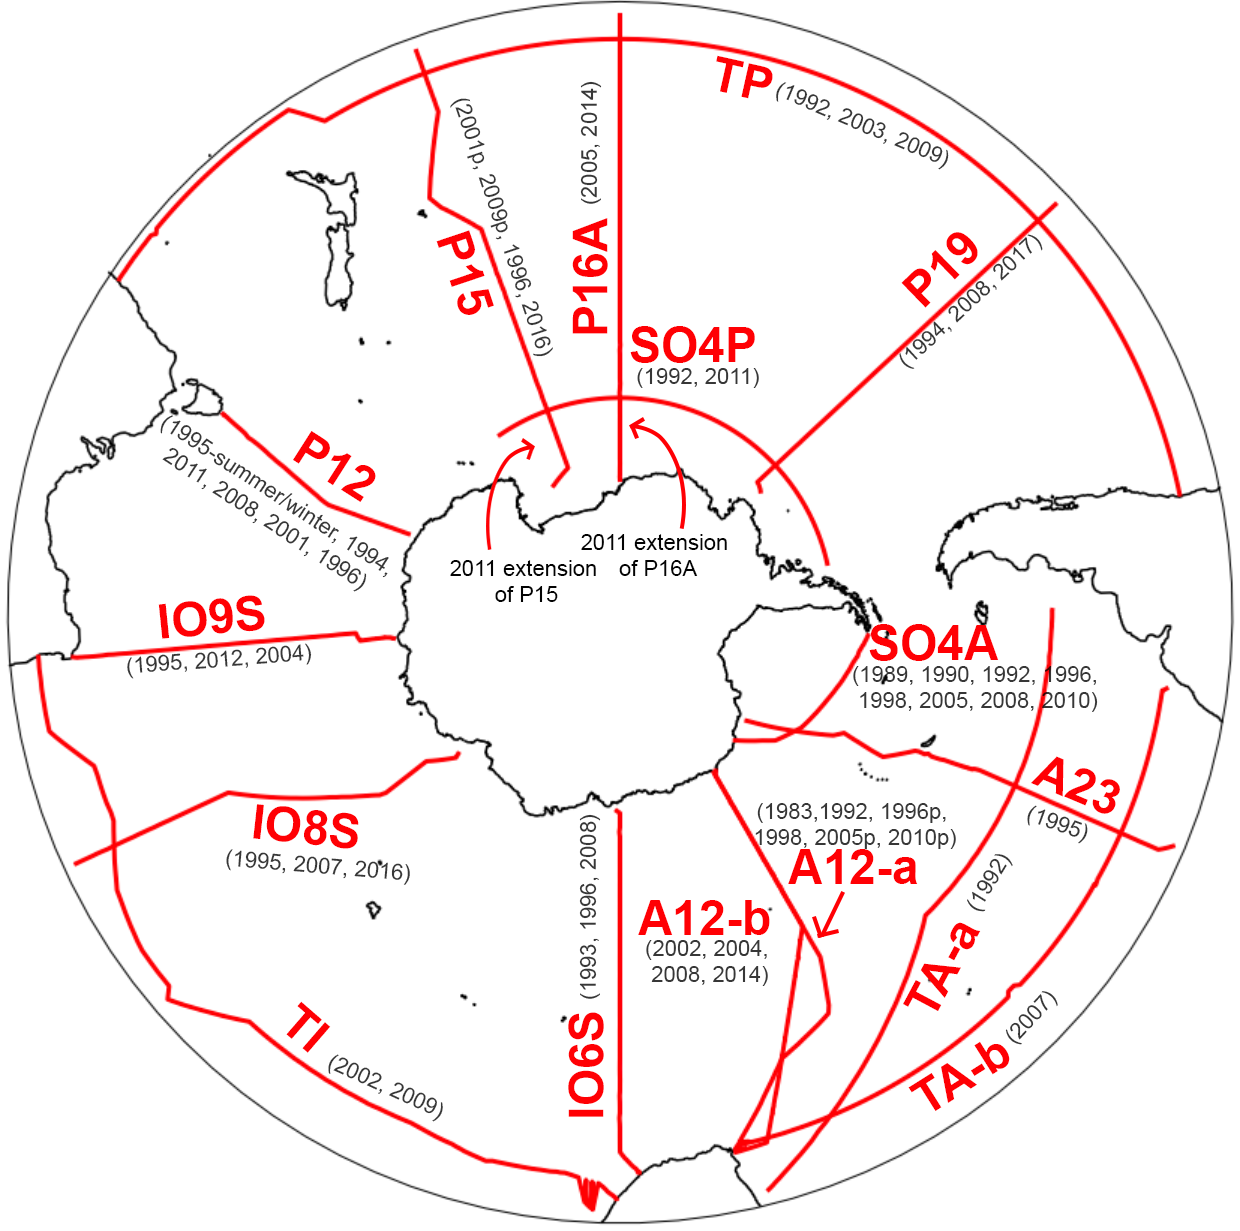 TP (1992, 2003, 2009)
(2001p, 2009p, 1996, 2016)
P15
P16A (2005, 2014)
P19
(1994, 2008, 2017)
SO4P
(1992, 2011)
P12
(1995-summer/winter, 1994,
2011, 2008, 2001, 1996)
2011 extension
of P15
2011 extension
of P16A
IO9S
(1995, 2012, 2004)
SO4A
(1989, 1990, 1992, 1996,
1998, 2005, 2008, 2010)
A23
(1995)
IO8S
(1995, 2007, 2016)
(1983,1992, 1996p,
1998, 2005p, 2010p)
A12-a
A12-b
(2002, 2004,
2008, 2014)
IO6S (1993, 1996, 2008)
TA-a (1992)
TA-b (2007)
TI (2002, 2009)